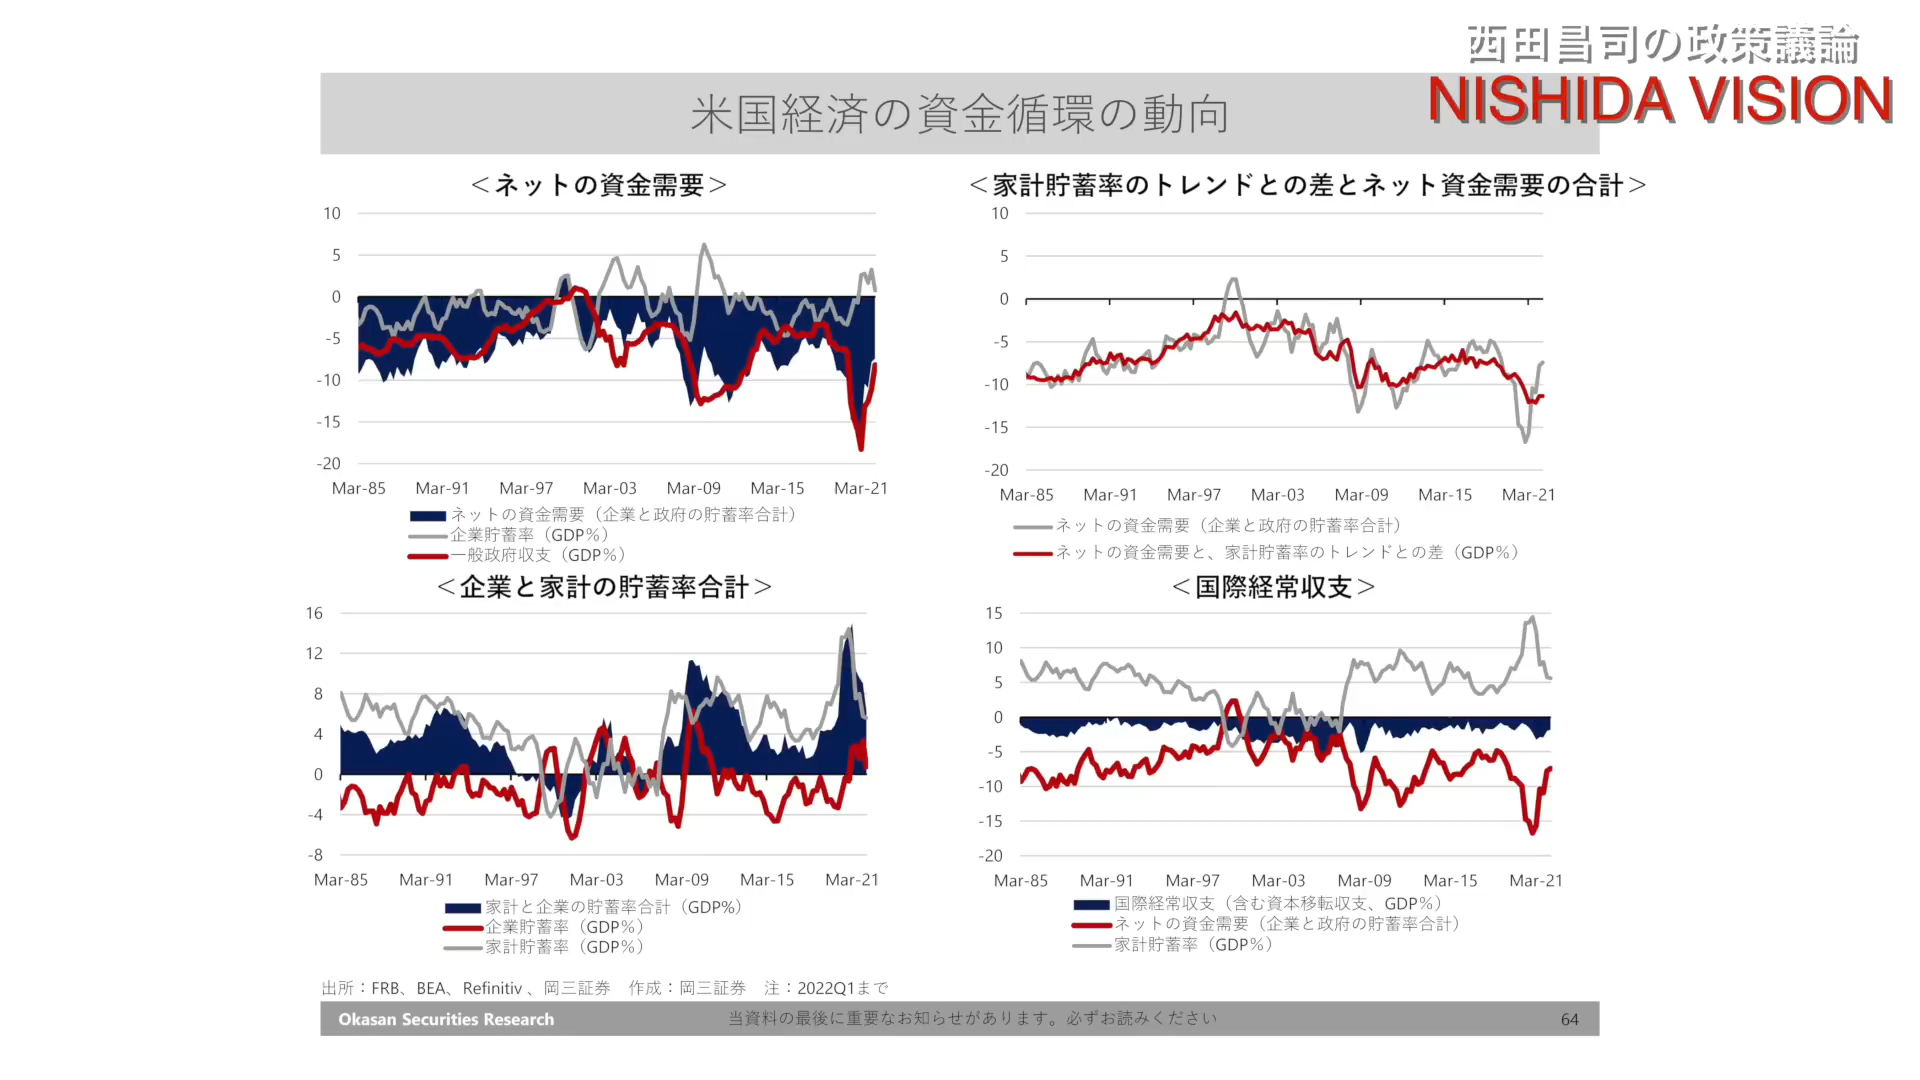 西田昌司の政策議論
NISHIDA VISION
米国経済の資金循環の動向
＜ネットの資金需要＞
10
5
0
-5
-10
-15
-20
Mar-85 Mar-91 Mar-97 Mar-03 Mar-09 Mar-15 Mar-21
ネットの資金需要（企業と政府の貯蓄率合計）
企業貯蓄率（GDP％）
一般政府収支（GDP％）
＜家計貯蓄率のトレンドとの差とネット資金需要の合計＞
10
5
0
-5
-10
-15
-20
Mar-85 Mar-91 Mar-97 Mar-03 Mar-09 Mar-15 Mar-21
ネットの資金需要（企業と政府の貯蓄率合計）
ネットの資金需要と、家計貯蓄率のトレンドとの差（GDP％）
＜企業と家計の貯蓄率合計＞
16
12
8
4
0
-4
-8
Mar-85 Mar-91 Mar-97 Mar-03 Mar-09 Mar-15 Mar-21
家計と企業の貯蓄率合計（GDP%）
企業貯蓄率（GDP％）
家計貯蓄率（GDP％）
＜国際経常収支＞
15
10
5
0
-5
-10
-15
-20
Mar-85 Mar-91 Mar-97 Mar-03 Mar-09 Mar-15 Mar-21
国際経常収支（含む資本移転収支、GDP％）
ネットの資金需要（企業と政府の貯蓄率合計）
家計貯蓄率（GDP％）
出所：FRB、BEA、Refinitiv 、岡三証券　作成：岡三証券　注：2022Q1まで
Okasan Securities Research 当資料の最後に重要なお知らせがあります。必ずお読みください 64